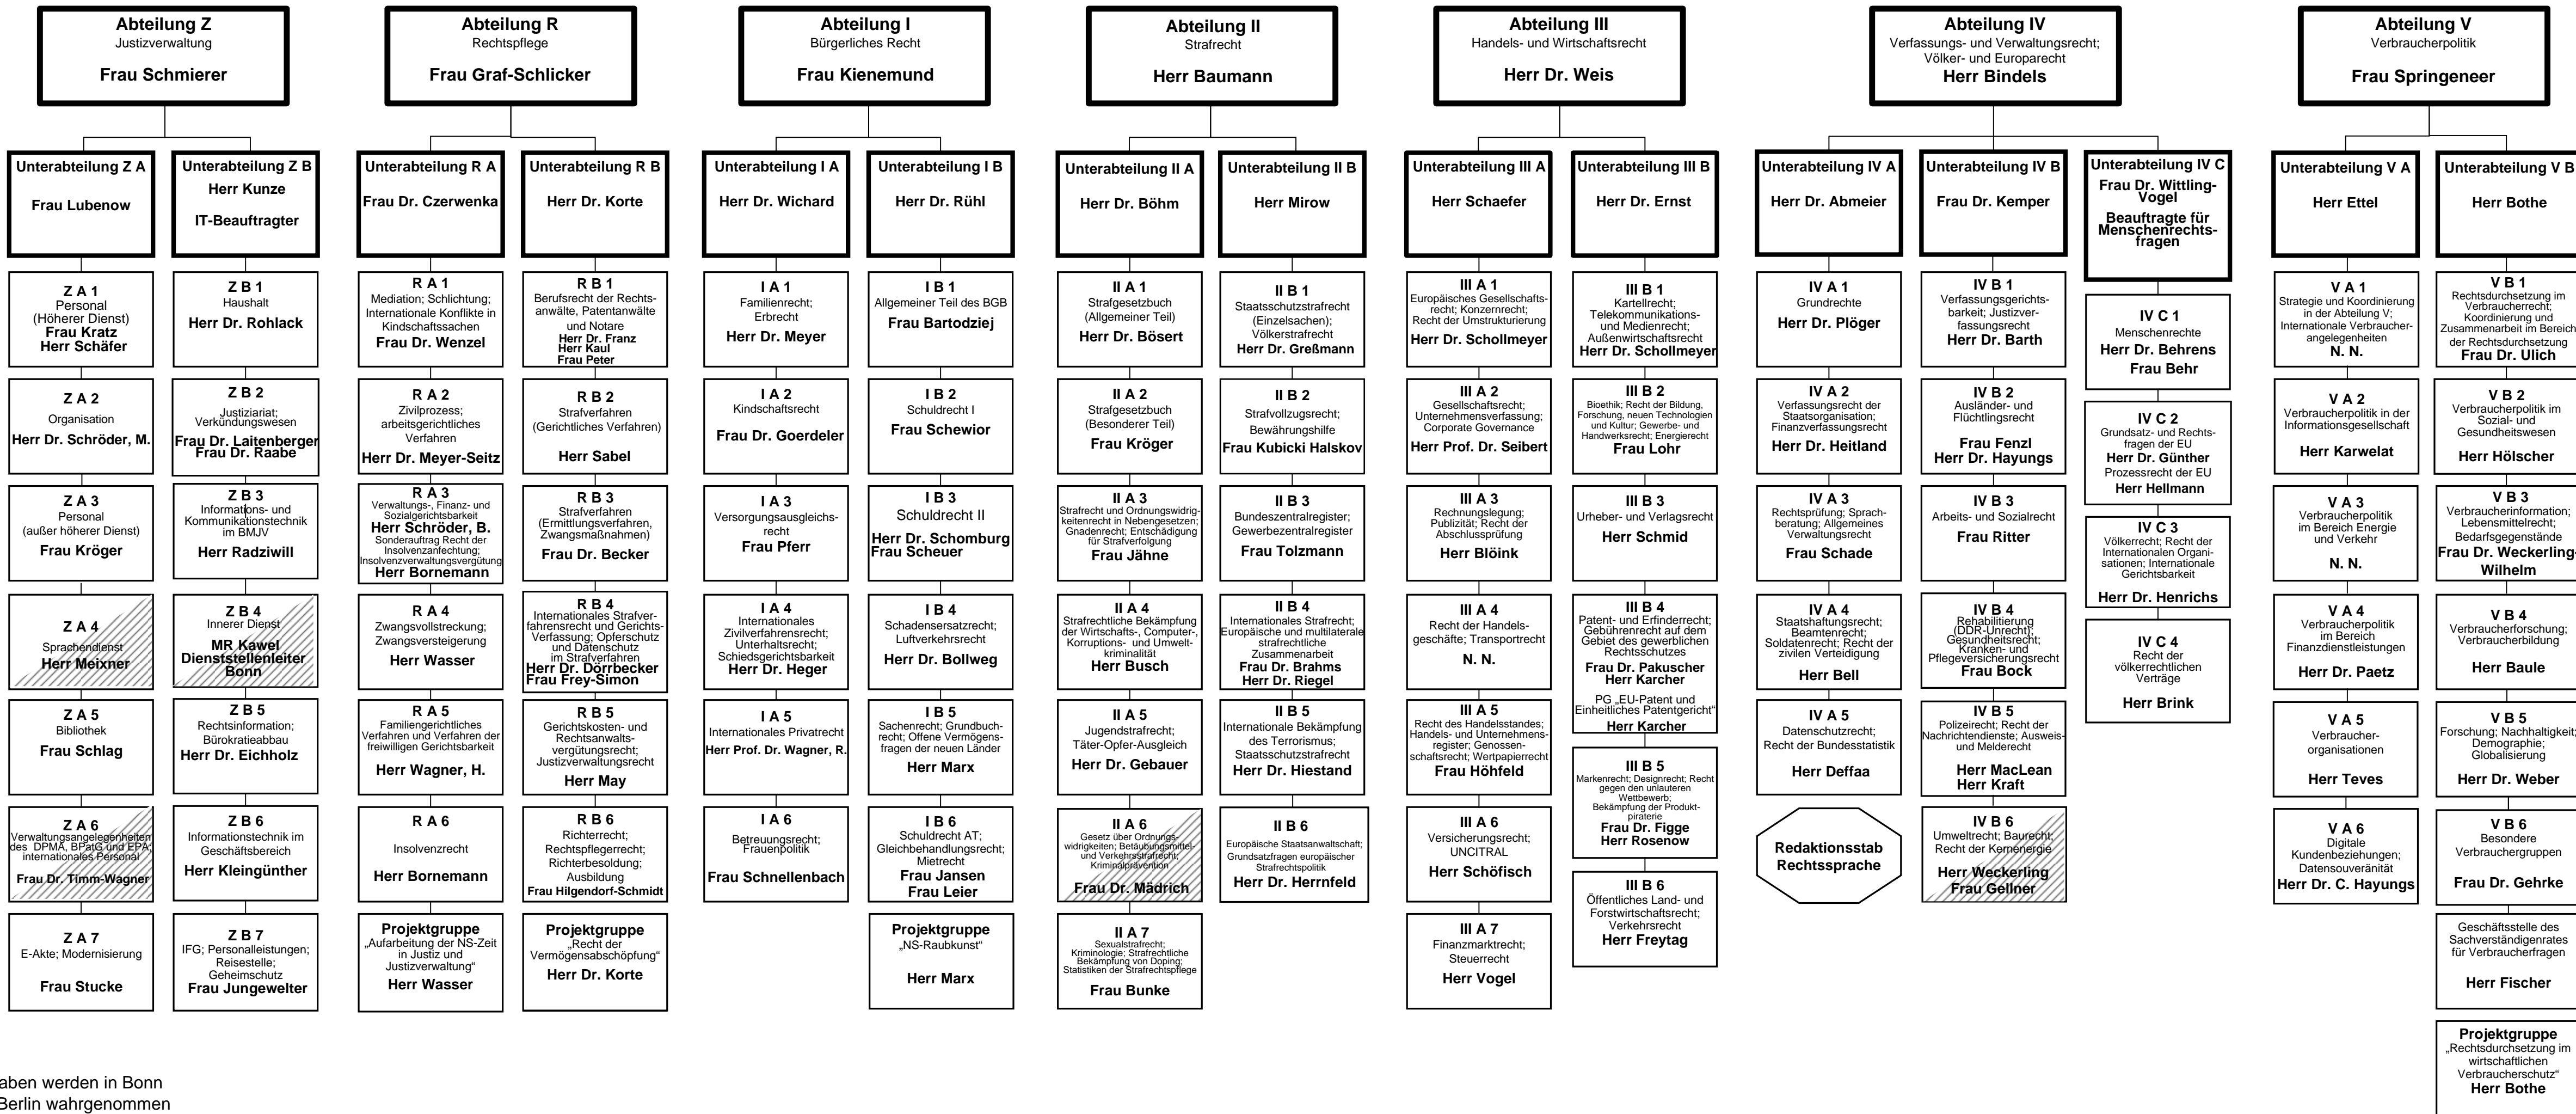 Abteilung Z
Justizverwaltung
Frau Schmierer
Unterabteilung Z A
Frau Lubenow
Z A 1
Personal
(Höherer Dienst)
Frau Kratz
Herr Schäfer
Z A 2
Organisation
Herr Dr. Schröder, M.
Z A 3
Personal
(außer höherer Dienst)
Frau Kröger
Z A 4
Sprachendienst
Herr Meixner
Z A 5
Bibliothek
Frau Schlag
Z A 6
Verwaltungsangelegenheiten
des DPMA, BPatG und EPA;
internationales Personal
Frau Dr. Timm-Wagner
Z A 7
E-Akte; Modernisierung
Frau Stucke
Unterabteilung Z B
Herr Kunze
IT-Beauftragter
Z B 1
Haushalt
Herr Dr. Rohlack
Z B 2
Justiziariat;
Verkündungswesen
Frau Dr. Laitenberger
Frau Dr. Raabe
Z B 3
Informations- und
Kommunikationstechnik
im BMJV
Herr Radziwill
Z B 4
Innerer Dienst
MR Kawel
Dienststellenleiter
Bonn
Z B 5
Rechtsinformation;
Bürokratieabbau
Herr Dr. Eichholz
Z B 6
Informationstechnik im
Geschäftsbereich
Herr Kleingünther
Z B 7
IFG; Personalleistungen;
Reisestelle;
Geheimschutz
Frau Jungewelter
Abteilung R
Rechtspflege
Frau Graf-Schlicker
Unterabteilung R A
Frau Dr. Czerwenka
R A 1
Mediation; Schlichtung;
Internationale Konflikte in
Kindschaftssachen
Frau Dr. Wenzel
R A 2
Zivilprozess;
arbeitsgerichtliches
Verfahren
Herr Dr. Meyer-Seitz
R A 3
Verwaltungs-, Finanz- und
Sozialgerichtsbarkeit
Herr Schröder, B.
Sonderauftrag Recht der
Insolvenzanfechtung;
Insolvenzverwaltungsvergütung
Herr Bornemann
R A 4
Zwangsvollstreckung;
Zwangsversteigerung
Herr Wasser
R A 5
Familiengerichtliches
Verfahren und Verfahren der
freiwilligen Gerichtsbarkeit
Herr Wagner, H.
R A 6
Insolvenzrecht
Herr Bornemann
Projektgruppe
„Aufarbeitung der NS-Zeit
in Justiz und
Justizverwaltung“
Herr Wasser
Unterabteilung R B
Herr Dr. Korte
R B 1
Berufsrecht der Rechts-
anwälte, Patentanwälte
und Notare
Herr Dr. Franz
Herr Kaul
Frau Peter
R B 2
Strafverfahren
(Gerichtliches Verfahren)
Herr Sabel
R B 3
Strafverfahren
(Ermittlungsverfahren,
Zwangsmaßnahmen)
Frau Dr. Becker
R B 4
Internationales Strafver-
fahrensrecht und Gerichts-
Verfassung; Opferschutz
und Datenschutz
im Strafverfahren
Herr Dr. Dörrbecker
Frau Frey-Simon
R B 5
Gerichtskosten- und
Rechtsanwalts-
vergütungsrecht;
Justizverwaltungsrecht
Herr May
R B 6
Richterrecht;
Rechtspflegerrecht;
Richterbesoldung;
Ausbildung
Frau Hilgendorf-Schmidt
Projektgruppe
„Recht der
Vermögensabschöpfung“
Herr Dr. Korte
Abteilung I
Bürgerliches Recht
Frau Kienemund
Unterabteilung I A
Herr Dr. Wichard
I A 1
Familienrecht;
Erbrecht
Herr Dr. Meyer
I A 2
Kindschaftsrecht
Frau Dr. Goerdeler
I A 3
Versorgungsausgleichs-
recht
Frau Pferr
I A 4
Internationales
Zivilverfahrensrecht;
Unterhaltsrecht;
Schiedsgerichtsbarkeit
Herr Dr. Heger
I A 5
Internationales Privatrecht
Herr Prof. Dr. Wagner, R.
I A 6
Betreuungsrecht;
Frauenpolitik
Frau Schnellenbach
Unterabteilung I B
Herr Dr. Rühl
I B 1
Allgemeiner Teil des BGB
Frau Bartodziej
I B 2
Schuldrecht I
Frau Schewior
I B 3
Schuldrecht II
Herr Dr. Schomburg
Frau Scheuer
I B 4
Schadensersatzrecht;
Luftverkehrsrecht
Herr Dr. Bollweg
I B 5
Sachenrecht; Grundbuch-
recht; Offene Vermögens-
fragen der neuen Länder
Herr Marx
I B 6
Schuldrecht AT;
Gleichbehandlungsrecht;
Mietrecht
Frau Jansen
Frau Leier
Projektgruppe
„NS-Raubkunst“
Herr Marx
Abteilung II
Strafrecht
Herr Baumann
Unterabteilung II A
Herr Dr. Böhm
II A 1
Strafgesetzbuch
(Allgemeiner Teil)
Herr Dr. Bösert
II A 2
Strafgesetzbuch
(Besonderer Teil)
Frau Kröger
II A 3
Strafrecht und Ordnungswidrig-
keitenrecht in Nebengesetzen;
Gnadenrecht; Entschädigung
für Strafverfolgung
Frau Jähne
II A 4
Strafrechtliche Bekämpfung
der Wirtschafts-, Computer-,
Korruptions- und Umwelt-
kriminalität
Herr Busch
II A 5
Jugendstrafrecht;
Täter-Opfer-Ausgleich
Herr Dr. Gebauer
II A 6
Gesetz über Ordnungs-
widrigkeiten; Betäubungsmittel-
und Verkehrsstrafrecht;
Kriminalprävention
Frau Dr. Mädrich
II A 7
Sexualstrafrecht;
Kriminologie; Strafrechtliche
Bekämpfung von Doping;
Statistiken der Strafrechtspflege
Frau Bunke
Unterabteilung II B
Herr Mirow
II B 1
Staatsschutzstrafrecht
(Einzelsachen);
Völkerstrafrecht
Herr Dr. Greßmann
II B 2
Strafvollzugsrecht;
Bewährungshilfe
Frau Kubicki Halskov
II B 3
Bundeszentralregister;
Gewerbezentralregister
Frau Tolzmann
II B 4
Internationales Strafrecht;
Europäische und multilaterale
strafrechtliche
Zusammenarbeit
Frau Dr. Brahms
Herr Dr. Riegel
II B 5
Internationale Bekämpfung
des Terrorismus;
Staatsschutzstrafrecht
Herr Dr. Hiestand
II B 6
Europäische Staatsanwaltschaft;
Grundsatzfragen europäischer
Strafrechtspolitik
Herr Dr. Herrnfeld
Abteilung III
Handels- und Wirtschaftsrecht
Herr Dr. Weis
Unterabteilung III A
Herr Schaefer
III A 1
Europäisches Gesellschafts-
recht; Konzernrecht;
Recht der Umstrukturierung
Herr Dr. Schollmeyer
III A 2
Gesellschaftsrecht;
Unternehmensverfassung;
Corporate Governance
Herr Prof. Dr. Seibert
III A 3
Rechnungslegung;
Publizität; Recht der
Abschlussprüfung
Herr Blöink
III A 4
Recht der Handels-
geschäfte; Transportrecht
N. N.
III A 5
Recht des Handelsstandes;
Handels- und Unternehmens-
register; Genossen-
schaftsrecht; Wertpapierrecht
Frau Höhfeld
III A 6
Versicherungsrecht;
UNCITRAL
Herr Schöfisch
III A 7
Finanzmarktrecht;
Steuerrecht
Herr Vogel
Unterabteilung III B
Herr Dr. Ernst
III B 1
Kartellrecht;
Telekommunikations-
und Medienrecht;
Außenwirtschaftsrecht
Herr Dr. Schollmeyer
III B 2
Bioethik; Recht der Bildung,
Forschung, neuen Technologien
und Kultur; Gewerbe- und
Handwerksrecht; Energierecht
Frau Lohr
III B 3
Urheber- und Verlagsrecht
Herr Schmid
III B 4
Patent- und Erfinderrecht;
Gebührenrecht auf dem
Gebiet des gewerblichen
Rechtsschutzes
Frau Dr. Pakuscher
Herr Karcher
PG „EU-Patent und
Einheitliches Patentgericht“
Herr Karcher
III B 5
Markenrecht; Designrecht; Recht
gegen den unlauteren
Wettbewerb;
Bekämpfung der Produkt-
piraterie
Frau Dr. Figge
Herr Rosenow
III B 6
Öffentliches Land- und
Forstwirtschaftsrecht;
Verkehrsrecht
Herr Freytag
Abteilung IV
Verfassungs- und Verwaltungsrecht;
Völker- und Europarecht
Herr Bindels
Unterabteilung IV A
Herr Dr. Abmeier
IV A 1
Grundrechte
Herr Dr. Plöger
IV A 2
Verfassungsrecht der
Staatsorganisation;
Finanzverfassungsrecht
Herr Dr. Heitland
IV A 3
Rechtsprüfung; Sprach-
beratung; Allgemeines
Verwaltungsrecht
Frau Schade
IV A 4
Staatshaftungsrecht;
Beamtenrecht;
Soldatenrecht; Recht der
zivilen Verteidigung
Herr Bell
IV A 5
Datenschutzrecht;
Recht der Bundesstatistik
Herr Deffaa
Redaktionsstab
Rechtssprache
Unterabteilung IV B
Frau Dr. Kemper
IV B 1
Verfassungsgerichts-
barkeit; Justizver-
fassungsrecht
Herr Dr. Barth
IV B 2
Ausländer- und
Flüchtlingsrecht
Frau Fenzl
Herr Dr. Hayungs
IV B 3
Arbeits- und Sozialrecht
Frau Ritter
IV B 4
Rehabilitierung
(DDR-Unrecht);
Gesundheitsrecht;
Kranken- und
Pflegeversicherungsrecht
Frau Bock
IV B 5
Polizeirecht; Recht der
Nachrichtendienste; Ausweis-
und Melderecht
Herr MacLean
Herr Kraft
IV B 6
Umweltrecht; Baurecht;
Recht der Kernenergie
Herr Weckerling
Frau Gellner
Unterabteilung IV C
Frau Dr. Wittling-
Vogel
Beauftragte für
Menschenrechts-
fragen
IV C 1
Menschenrechte
Herr Dr. Behrens
Frau Behr
IV C 2
Grundsatz- und Rechts-
fragen der EU
Herr Dr. Günther
Prozessrecht der EU
Herr Hellmann
IV C 3
Völkerrecht; Recht der
Internationalen Organi-
sationen; Internationale
Gerichtsbarkeit
Herr Dr. Henrichs
IV C 4
Recht der
völkerrechtlichen
Verträge
Herr Brink
Abteilung V
Verbraucherpolitik
Frau Springeneer
Unterabteilung V A
Herr Ettel
V A 1
Strategie und Koordinierung
in der Abteilung V;
Internationale Verbraucher-
angelegenheiten
N. N.
V A 2
Verbraucherpolitik in der
Informationsgesellschaft
Herr Karwelat
V A 3
Verbraucherpolitik
im Bereich Energie
und Verkehr
N. N.
V A 4
Verbraucherpolitik
im Bereich
Finanzdienstleistungen
Herr Dr. Paetz
V A 5
Verbraucher-
organisationen
Herr Teves
V A 6
Digitale
Kundenbeziehungen;
Datensouveränität
Herr Dr. C. Hayungs
Unterabteilung V B
Herr Bothe
V B 1
Rechtsdurchsetzung im
Verbraucherrecht;
Koordinierung und
Zusammenarbeit im Bereich
der Rechtsdurchsetzung
Frau Dr. Ulich
V B 2
Verbraucherpolitik im
Sozial- und
Gesundheitswesen
Herr Hölscher
V B 3
Verbraucherinformation;
Lebensmittelrecht;
Bedarfsgegenstände
Frau Dr. Weckerling-
Wilhelm
V B 4
Verbraucherforschung;
Verbraucherbildung
Herr Baule
V B 5
Forschung; Nachhaltigkeit;
Demographie;
Globalisierung
Herr Dr. Weber
V B 6
Besondere
Verbrauchergruppen
Frau Dr. Gehrke
Geschäftsstelle des
Sachverständigenrates
für Verbraucherfragen
Herr Fischer
Projektgruppe
„Rechtsdurchsetzung im
wirtschaftlichen
Verbraucherschutz“
Herr Bothe
aben werden in Bonn
Berlin wahrgenommen